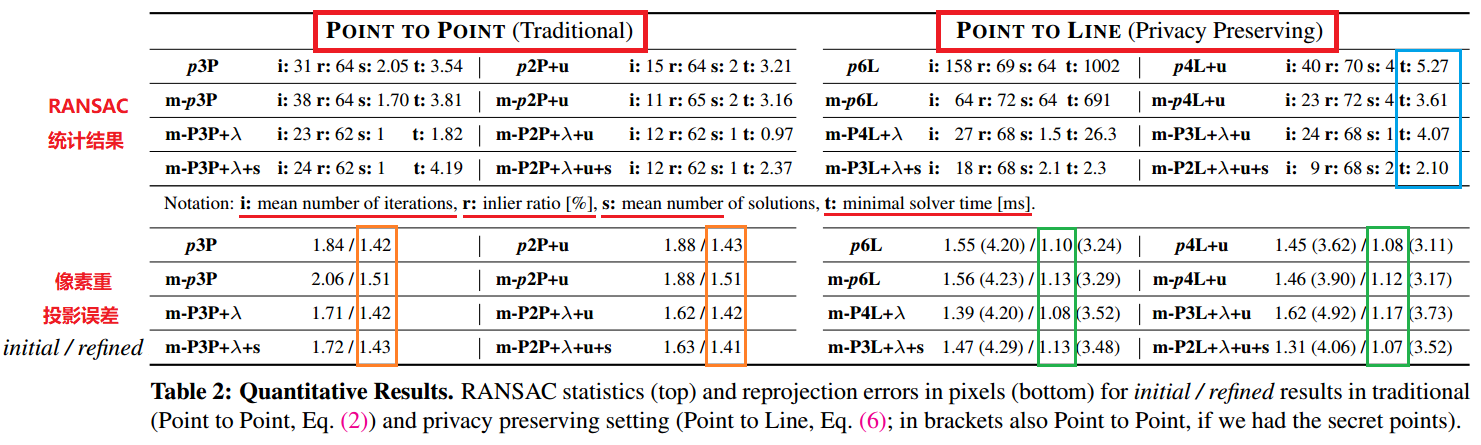 POINT TO POINT (Traditional) POINT TO LINE (Privacy Preserving)
p3P i: 31 r: 64 s: 2.05 t: 3.54 | p2P+u i: 15 r: 64 s: 2 t: 3.21 p6L i: 158 r: 69 s: 64 t: 1002 | p4L+u i: 40 r: 70 s: 4 t: 5.27
RANSAC m-p3P i: 38 r: 64 s: 1.70 t: 3.81 | m-p2P+u i: 11 r: 65 s: 2 t: 3.16 m-p6L i: 64 r: 72 s: 64 t: 691 | m-p4L+u i: 23 r: 72 s: 4 t: 3.61
统计结果 m-P3P+λ i: 23 r: 62 s: 1 t: 1.82 | m-P2P+λ+u i: 12 r: 62 s: 1 t: 0.97 m-P4L+λ i: 27 r: 68 s: 1.5 t: 26.3 | m-P3L+λ+u i: 24 r: 68 s: 1 t: 4.07
m-P3P+λ+s i: 24 r: 62 s: 1 t: 4.19 | m-P2P+λ+u+s i: 12 r: 62 s: 1 t: 2.37 m-P3L+λ+s i: 18 r: 68 s: 2.1 t: 2.3 | m-P2L+λ+u+s i: 9 r: 68 s: 2 t: 2.10
Notation: i: mean number of iterations, r: inlier ratio [%], s: mean number of solutions, t: minimal solver time [ms].
p3P 1.84 / 1.42 | p2P+u 1.88 / 1.43 p6L 1.55 (4.20) / 1.10 (3.24) | p4L+u 1.45 (3.62) / 1.08 (3.11)
像素重 m-p3P 2.06 / 1.51 | m-p2P+u 1.88 / 1.51 m-p6L 1.56 (4.23) / 1.13 (3.29) | m-p4L+u 1.46 (3.90) / 1.12 (3.17)
投影误差 m-P3P+λ 1.71 / 1.42 | m-P2P+λ+u 1.62 / 1.42 m-P4L+λ 1.39 (4.20) / 1.08 (3.52) | m-P3L+λ+u 1.62 (4.92) / 1.17 (3.73)
initial / refined m-P3P+λ+s 1.72 / 1.43 | m-P2P+λ+u+s 1.63 / 1.41 m-P3L+λ+s 1.47 (4.29) / 1.13 (3.48) | m-P2L+λ+u+s 1.31 (4.06) / 1.07 (3.52)
Table 2: Quantitative Results. RANSAC statistics (top) and reprojection errors in pixels (bottom) for initial / refined results in traditional
(Point to Point, Eq. (2)) and privacy preserving setting (Point to Line, Eq. (6); in brackets also Point to Point, if we had the secret points).